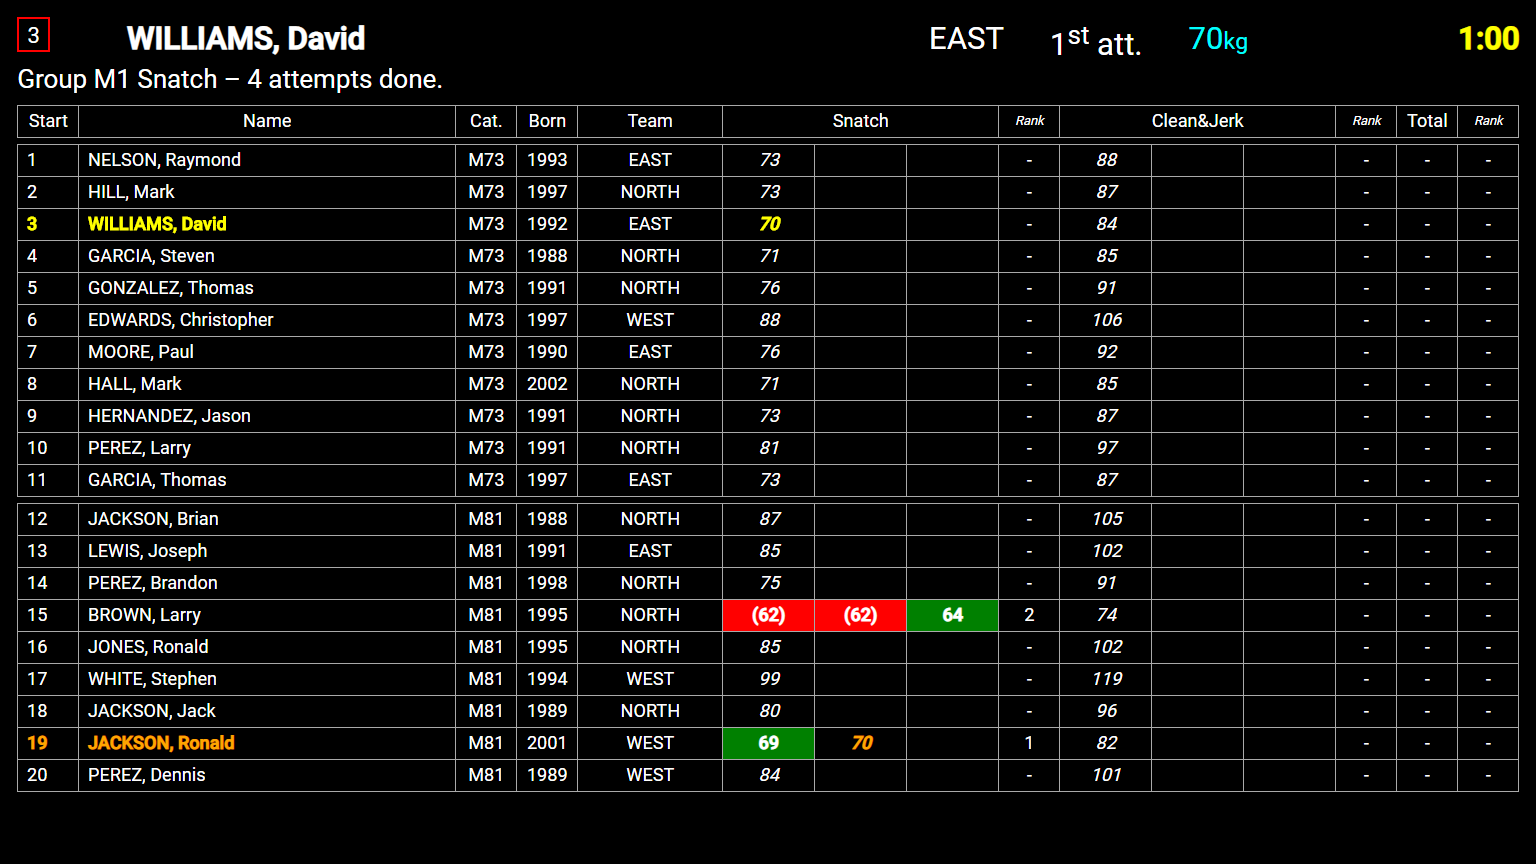 3 WILLIAMS, David EAST 1st att. 70kg 1:00
Group M1 Snatch – 4 attempts done.
Start Name Cat. Born Team Snatch Rank Clean&Jerk Rank Total Rank
1 NELSON, Raymond M73 1993 EAST 73 - 88 - - -
2 HILL, Mark M73 1997 NORTH 73 - 87 - - -
3 WILLIAMS, David M73 1992 EAST 70 - 84 - - -
4 GARCIA, Steven M73 1988 NORTH 71 - 85 - - -
5 GONZALEZ, Thomas M73 1991 NORTH 76 - 91 - - -
6 EDWARDS, Christopher M73 1997 WEST 88 - 106 - - -
7 MOORE, Paul M73 1990 EAST 76 - 92 - - -
8 HALL, Mark M73 2002 NORTH 71 - 85 - - -
9 HERNANDEZ, Jason M73 1991 NORTH 73 - 87 - - -
10 PEREZ, Larry M73 1991 NORTH 81 - 97 - - -
11 GARCIA, Thomas M73 1997 EAST 73 - 87 - - -
12 JACKSON, Brian M81 1988 NORTH 87 - 105 - - -
13 LEWIS, Joseph M81 1991 EAST 85 - 102 - - -
14 PEREZ, Brandon M81 1998 NORTH 75 - 91 - - -
15 BROWN, Larry M81 1995 NORTH (62) (62) 64 2 74 - - -
16 JONES, Ronald M81 1995 NORTH 85 - 102 - - -
17 WHITE, Stephen M81 1994 WEST 99 - 119 - - -
18 JACKSON, Jack M81 1989 NORTH 80 - 96 - - -
19 JACKSON, Ronald M81 2001 WEST 69 70 1 82 - - -
20 PEREZ, Dennis M81 1989 WEST 84 - 101 - - -